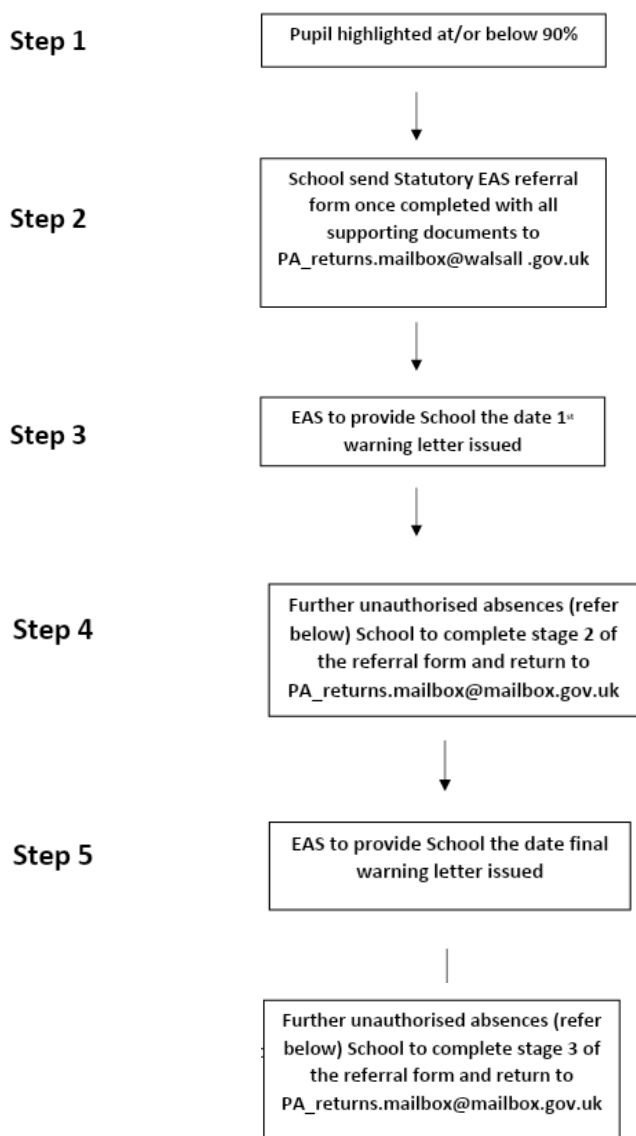 Step 1
Pupil highlighted at/or below 90%
Step 2
School send Statutory EAS referral
form once completed with all
supporting documents to
PA_returns.mailbox@walsall .gov.uk
Step 3
EAS to provide School the date 1st
warning letter issued
Step 4
Further unauthorised absences (refer
below) School to complete stage 2 of
the referral form and return to
PA_returns.mailbox@mailbox.gov.uk
Step 5
EAS to provide School the date final
warning letter issued
Further unauthorised absences (refer
below) School to complete stage 3 of
the referral form and return to
PA_returns.mailbox@mailbox.gov.uk